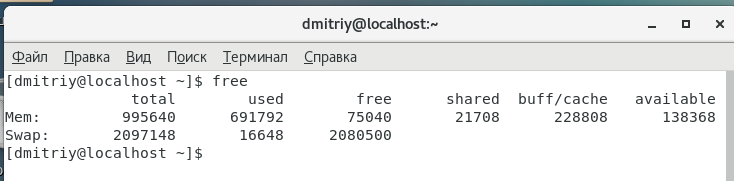 dmitriy@localhost:~
Файл Правка Вид Поиск Терминал Справка
[dmitriy@localhost ~]$ free
total used free shared buff/cache available
Mem: 995640 691792 75040 21708 228808 138368
Swap: 2097148 16648 2080500
[dmitriy@localhost ~]$